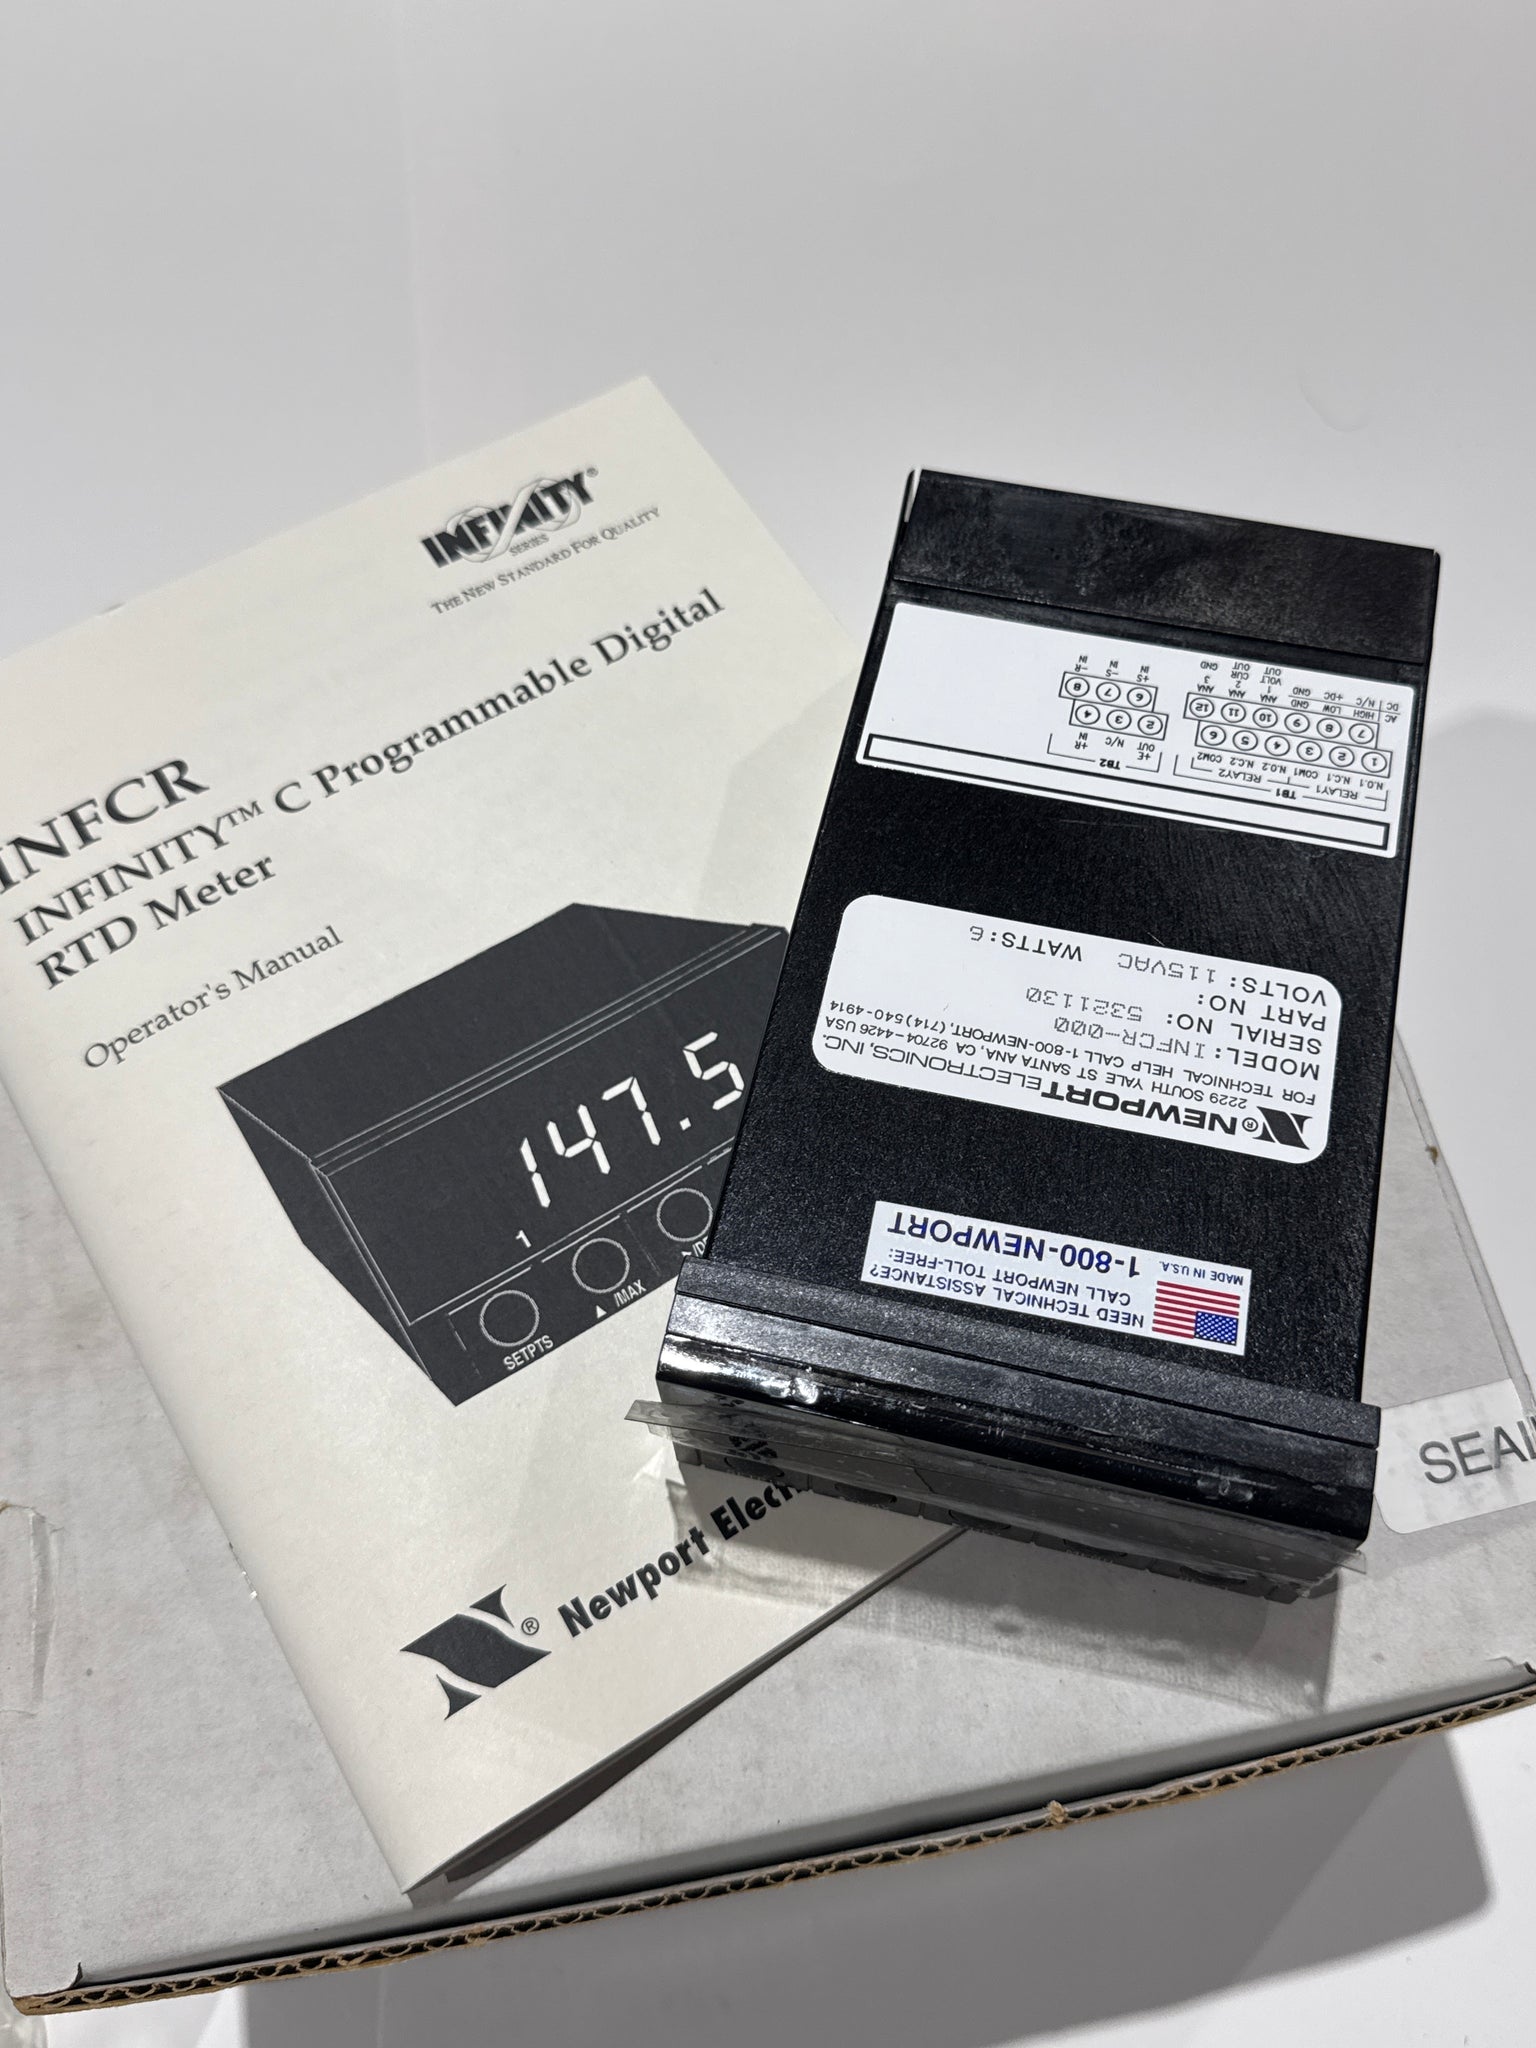 INFINITY®
SERIES
THE NEW STANDARD FOR QUALITY
INFCR
INFINITY™ C Programmable Digital
RTD Meter
Operator's Manual
147.5
1
SETPTS
▲ /MAX
® Newport
NEED TECHNICAL ASSISTANCE?
CALL NEWPORT TOLL-FREE:
1-800-NEWPORT
MADE IN U.S.A.
NEWPORT® ELECTRONICS, INC.
2229 SOUTH YALE ST SANTA ANA, CA 92704-4426 USA
FOR TECHNICAL HELP CALL 1-800-NEWPORT, (714)540-4914
MODEL: INFCR-000
SERIAL NO: 5321130
PART NO:
VOLTS: 115VAC WATTS:6
TB1
RELAY1 RELAY2
N.O.1 N.C.1 COM1 N.O.2 N.C.2 COM2
1 2 3 4 5 6
7 8 9 10 11 12
AC HIGH LOW GND ANA 1 ANA 2 ANA 3
DC N/C +DC GND VOLT OUT CUR OUT GND
TB2
+E OUT N/C +R IN
2 3 4
6 7 8
+S IN -S IN -R IN